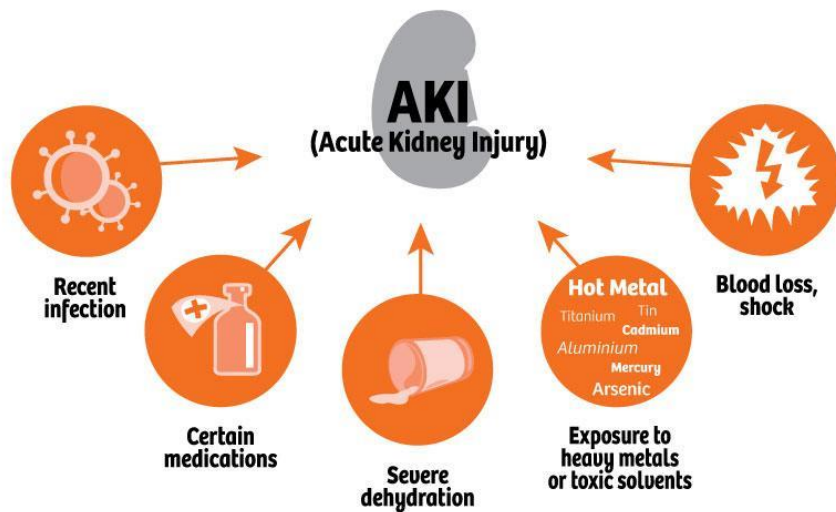 AKI
(Acute Kidney Injury)
Recent
infection
Certain
medications
Severe
dehydration
Hot Metal
Titanium
Tin
Cadmium
Aluminium
Mercury
Arsenic
Exposure to
heavy metals
or toxic solvents
Blood loss,
shock